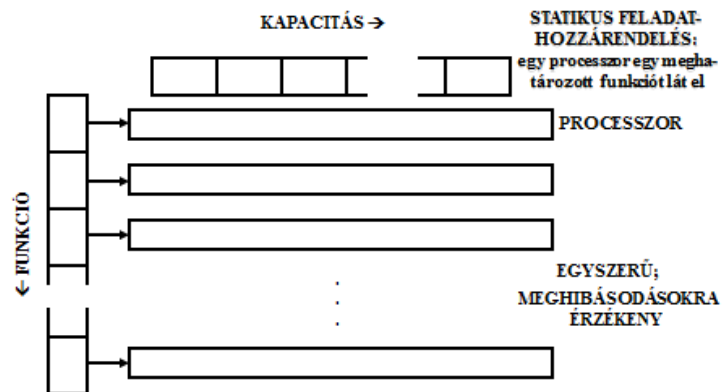 KAPACITÁS →
STATIKUS FELADAT-
HOZZÁRENDELÉS;
egy processzor egy megha-
tározott funkciót lát el
PROCESSZOR
← FUNKCIÓ
EGYSZERŰ;
MEGHIBÁSODÁSOKRA
ÉRZÉKENY